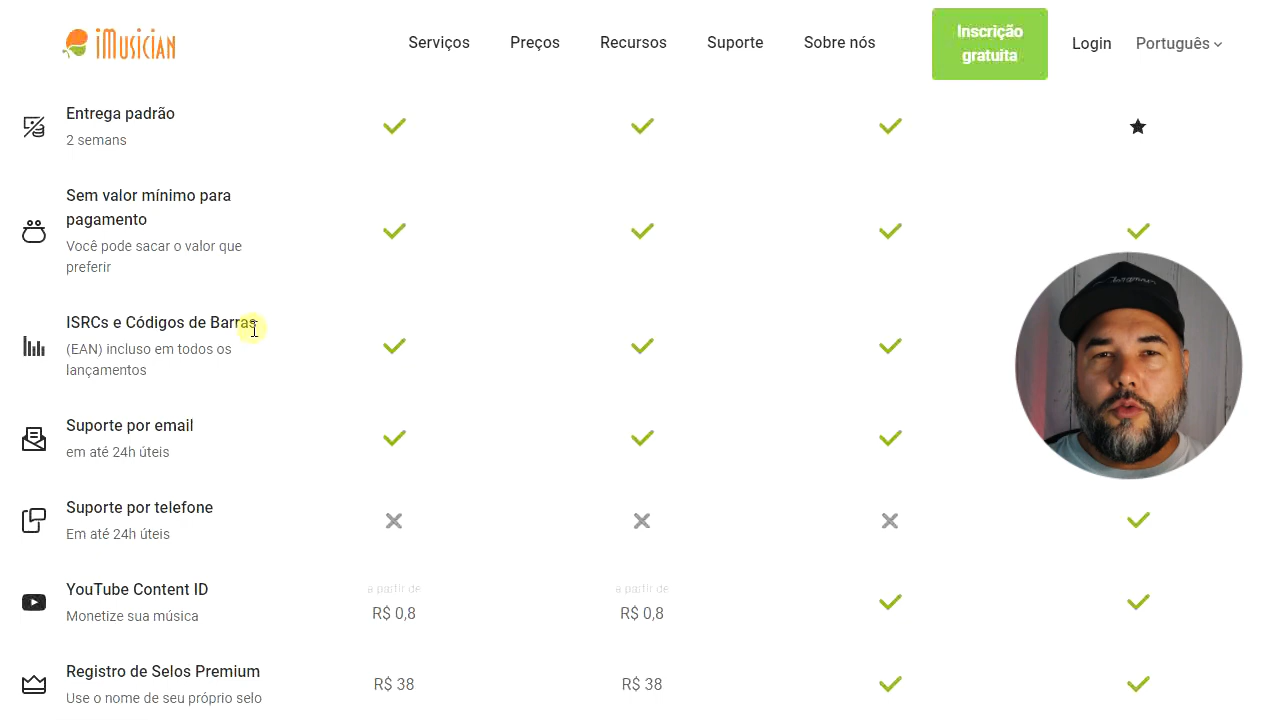 iMusician
Serviços
Preços
Recursos
Suporte
Sobre nós
Inscrição
gratuita
Login
Português
Entrega padrão
2 semans
Sem valor mínimo para
pagamento
Você pode sacar o valor que
preferir
ISRCs e Códigos de Barras
(EAN) incluso em todos os
lançamentos
Suporte por email
em até 24h úteis
Suporte por telefone
Em até 24h úteis
YouTube Content ID
Monetize sua música
a partir de
R$ 0,8
a partir de
R$ 0,8
Registro de Selos Premium
Use o nome de seu próprio selo
R$ 38
R$ 38